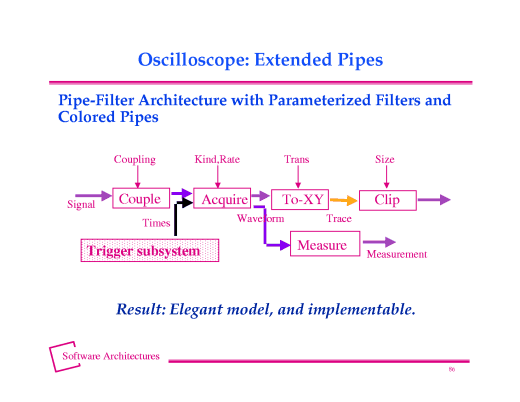 Oscilloscope: Extended Pipes
Pipe-Filter Architecture with Parameterized Filters and
Colored Pipes
Coupling Kind,Rate Trans Size
Couple Acquire To-XY Clip
Signal
Times Waveform Trace
Trigger subsystem Measure
Measurement
Result: Elegant model, and implementable.
Software Architectures
86